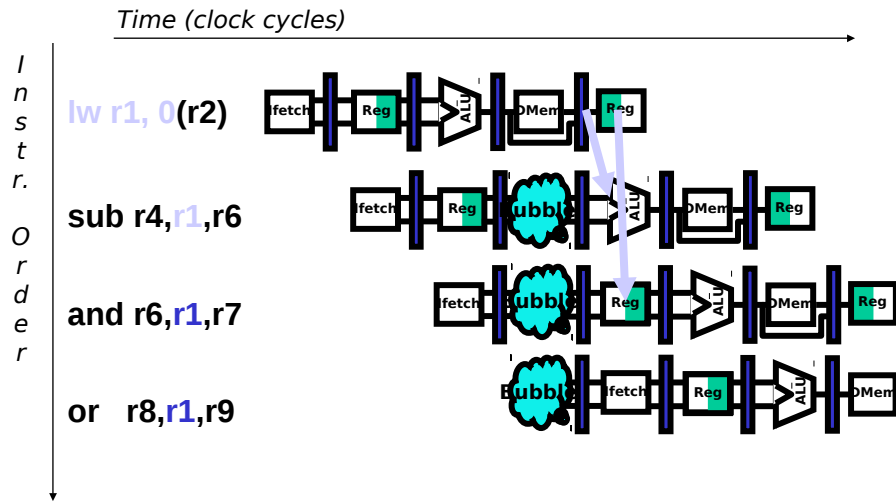 Time (clock cycles)
Instr. Order
lw r1, 0(r2)
Ifetch Reg ALU DMem Reg
sub r4,r1,r6
Ifetch Reg Bubble ALU DMem Reg
and r6,r1,r7
Ifetch Bubble Reg ALU DMem Reg
or r8,r1,r9
Bubble Ifetch Reg ALU DMem